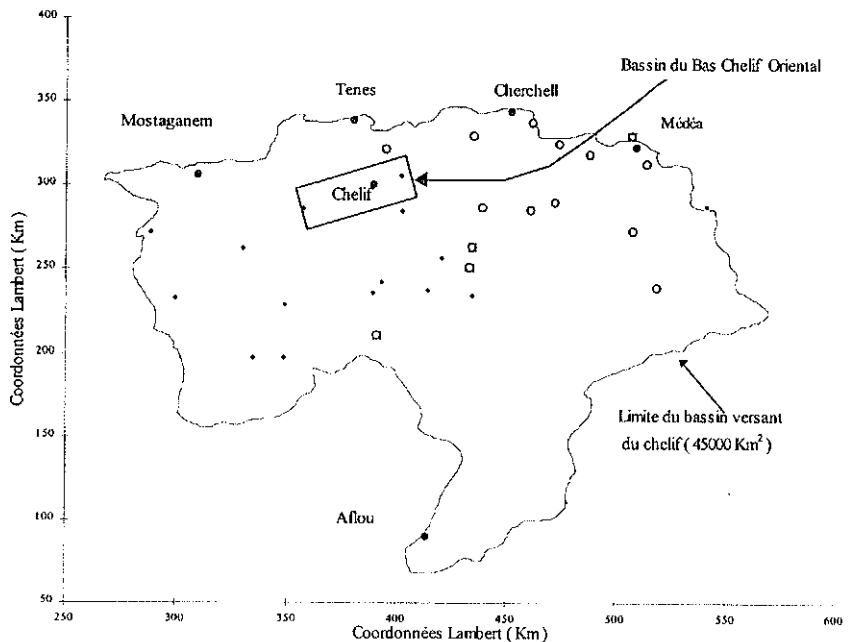 400
350
300
250
200
150
100
50
Coordonnées Lambert ( Km )
Bassin du Bas Chelif Oriental
Tenes
Cherchell
Mostaganem
Médéa
Chelif
Limite du bassin versant
du chelif ( 45000 Km²)
Aflou
250
300
350
400
450
500
550
600
Coordonnées Lambert ( Km )